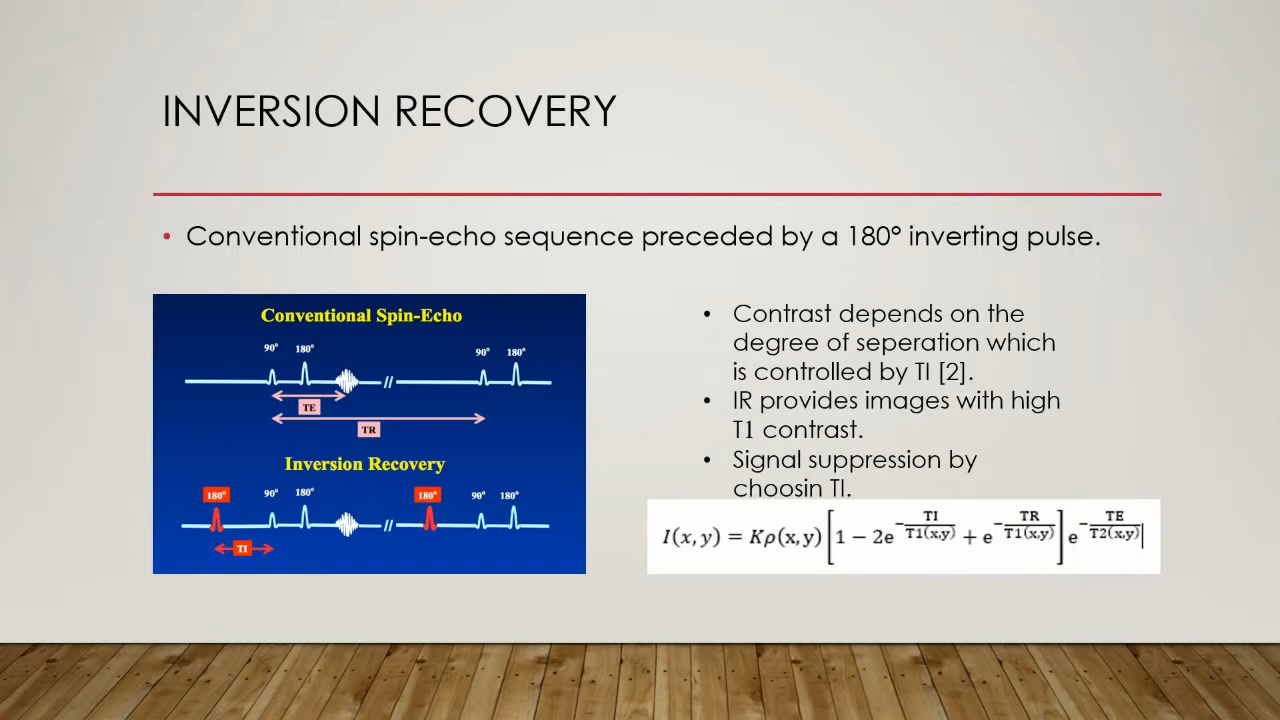 INVERSION RECOVERY
• Conventional spin-echo sequence preceded by a 180° inverting pulse.
Conventional Spin-Echo
90° 180° 90° 180°
//
TE
TR
Inversion Recovery
180° 90° 180° 180° 90° 180°
//
TI
• Contrast depends on the
degree of seperation which
is controlled by TI [2].
• IR provides images with high
T1 contrast.
• Signal suppression by
choosin TI.
I(x, y) = Kρ(x,y) [1 − 2e^(−TI/T1(x,y)) + e^(−TR/T1(x,y))] e^(−TE/T2(x,y))